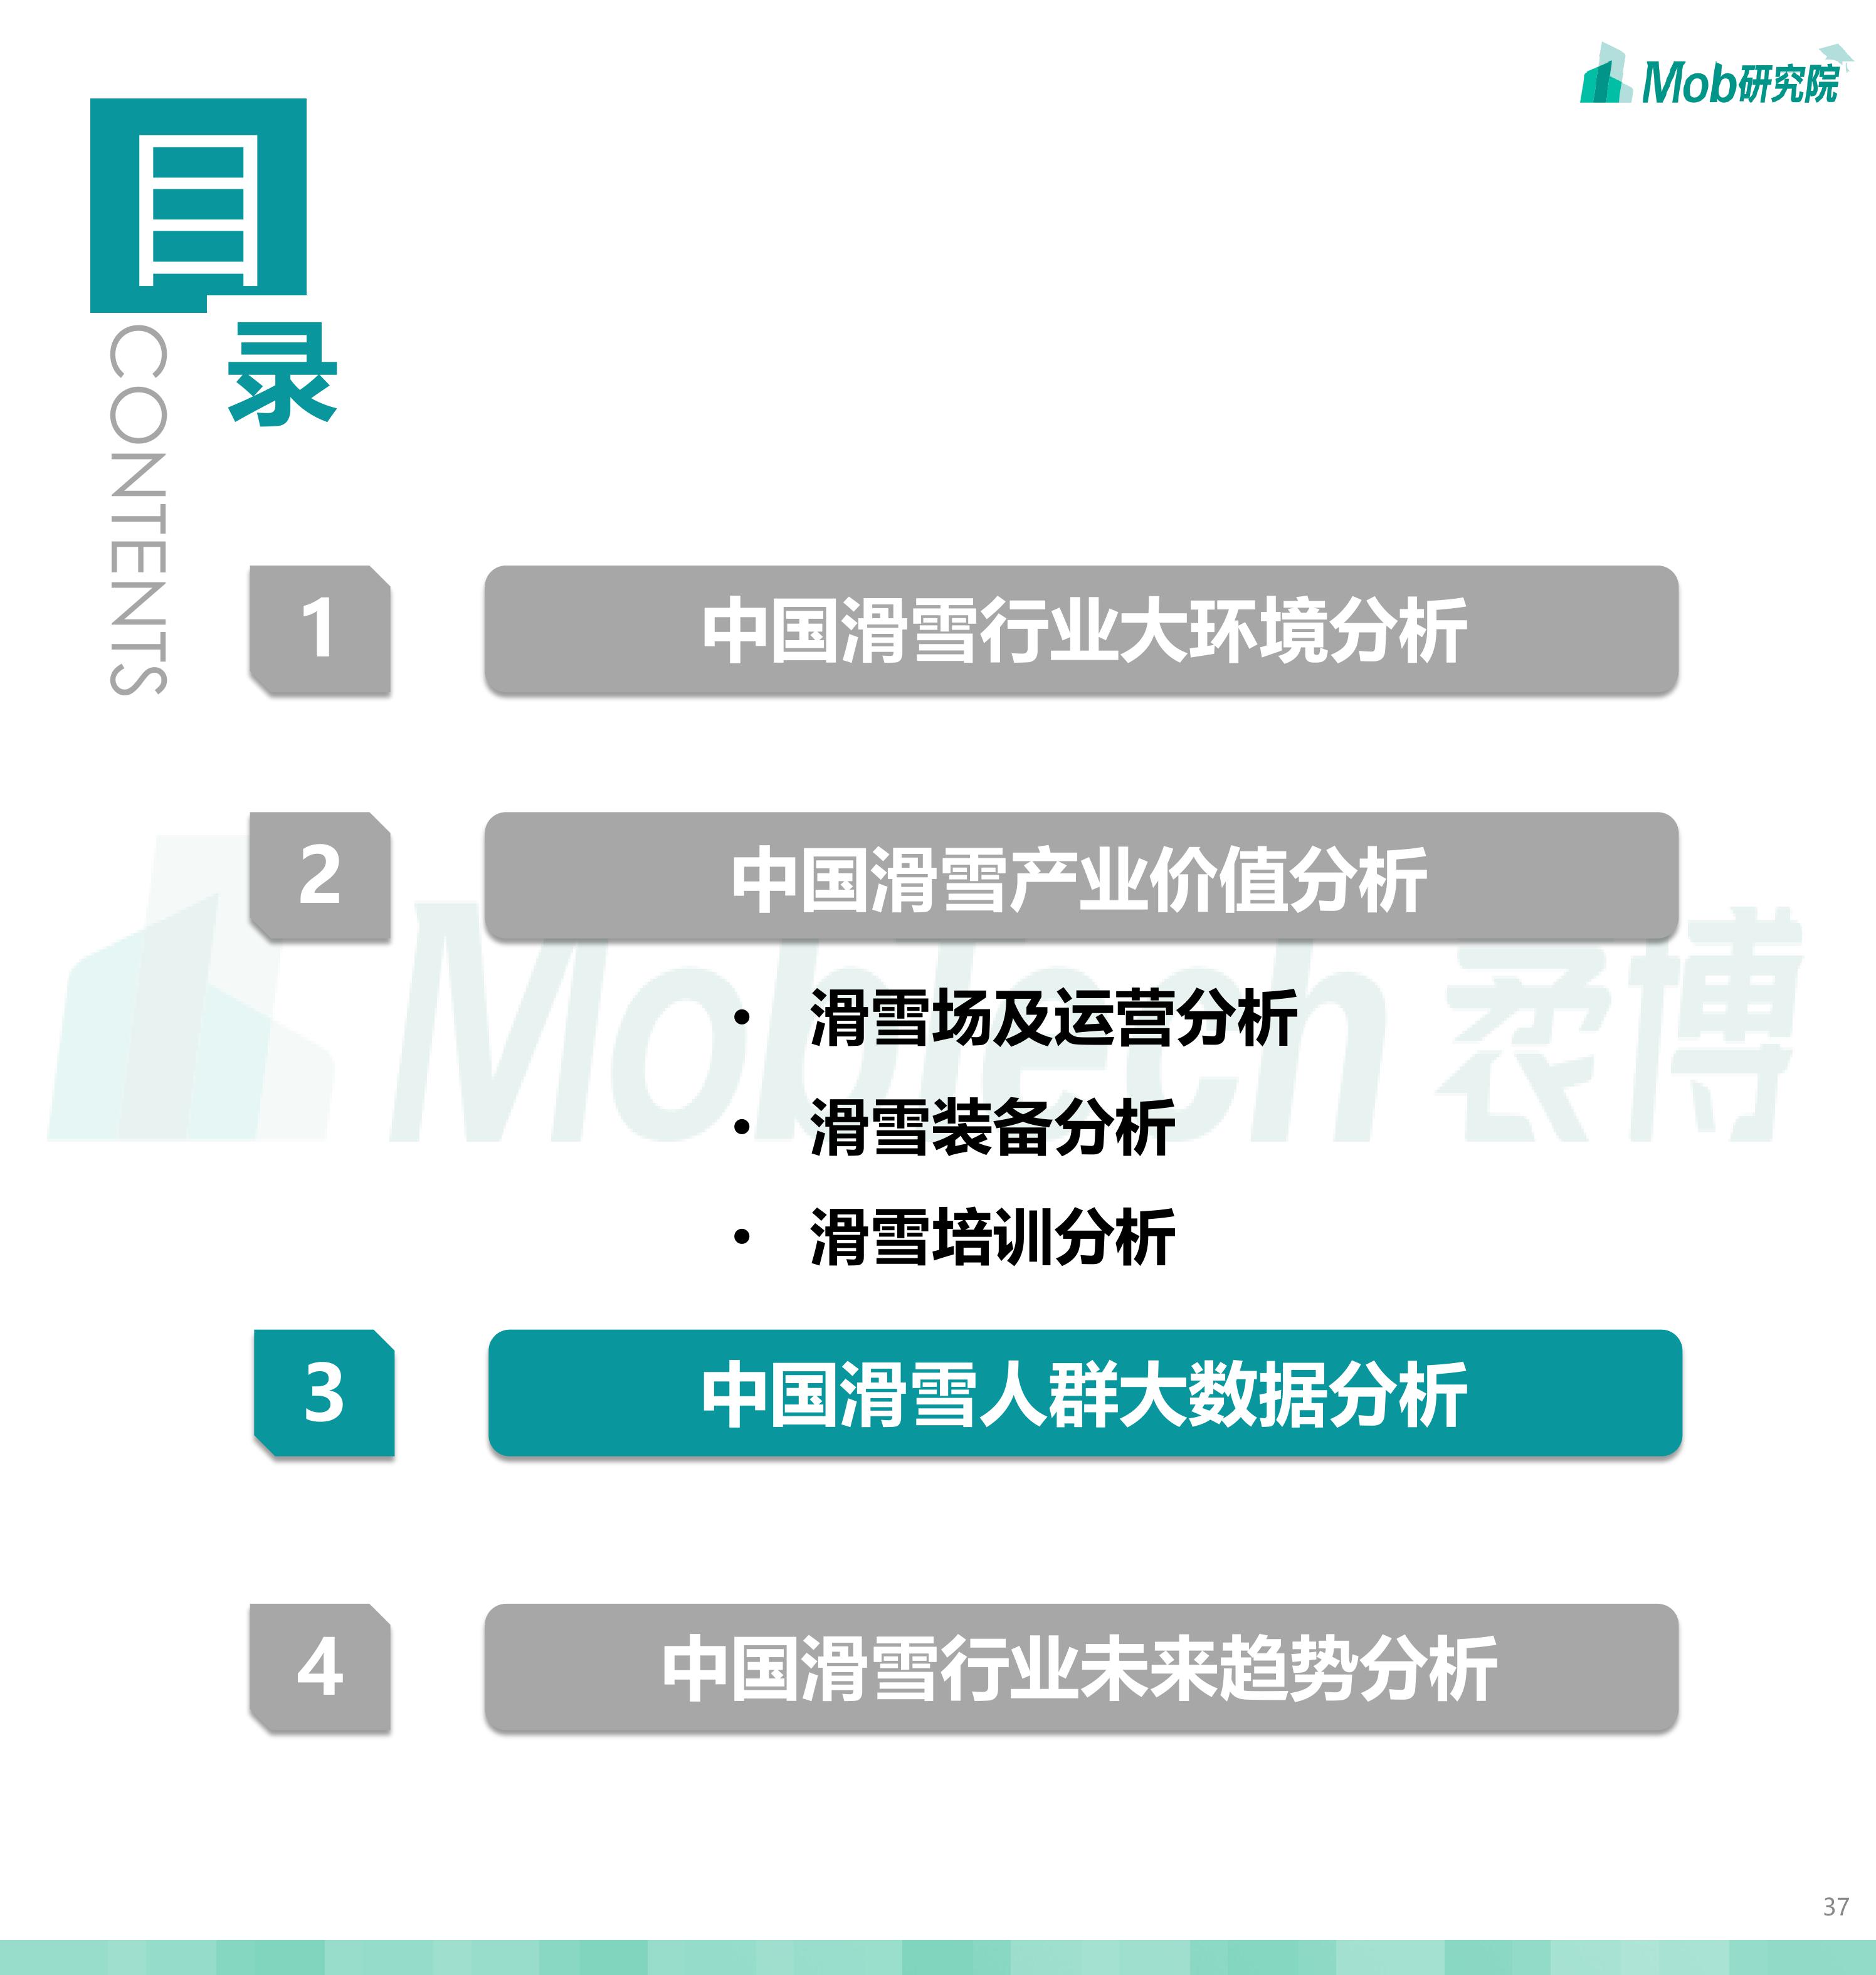 Mob研究院
目
录
CONTENTS
1
中国滑雪行业大环境分析
2
中国滑雪产业价值分析
Mobtech 袤博
• 滑雪场及运营分析
• 滑雪装备分析
• 滑雪培训分析
3
中国滑雪人群大数据分析
4
中国滑雪行业未来趋势分析
37